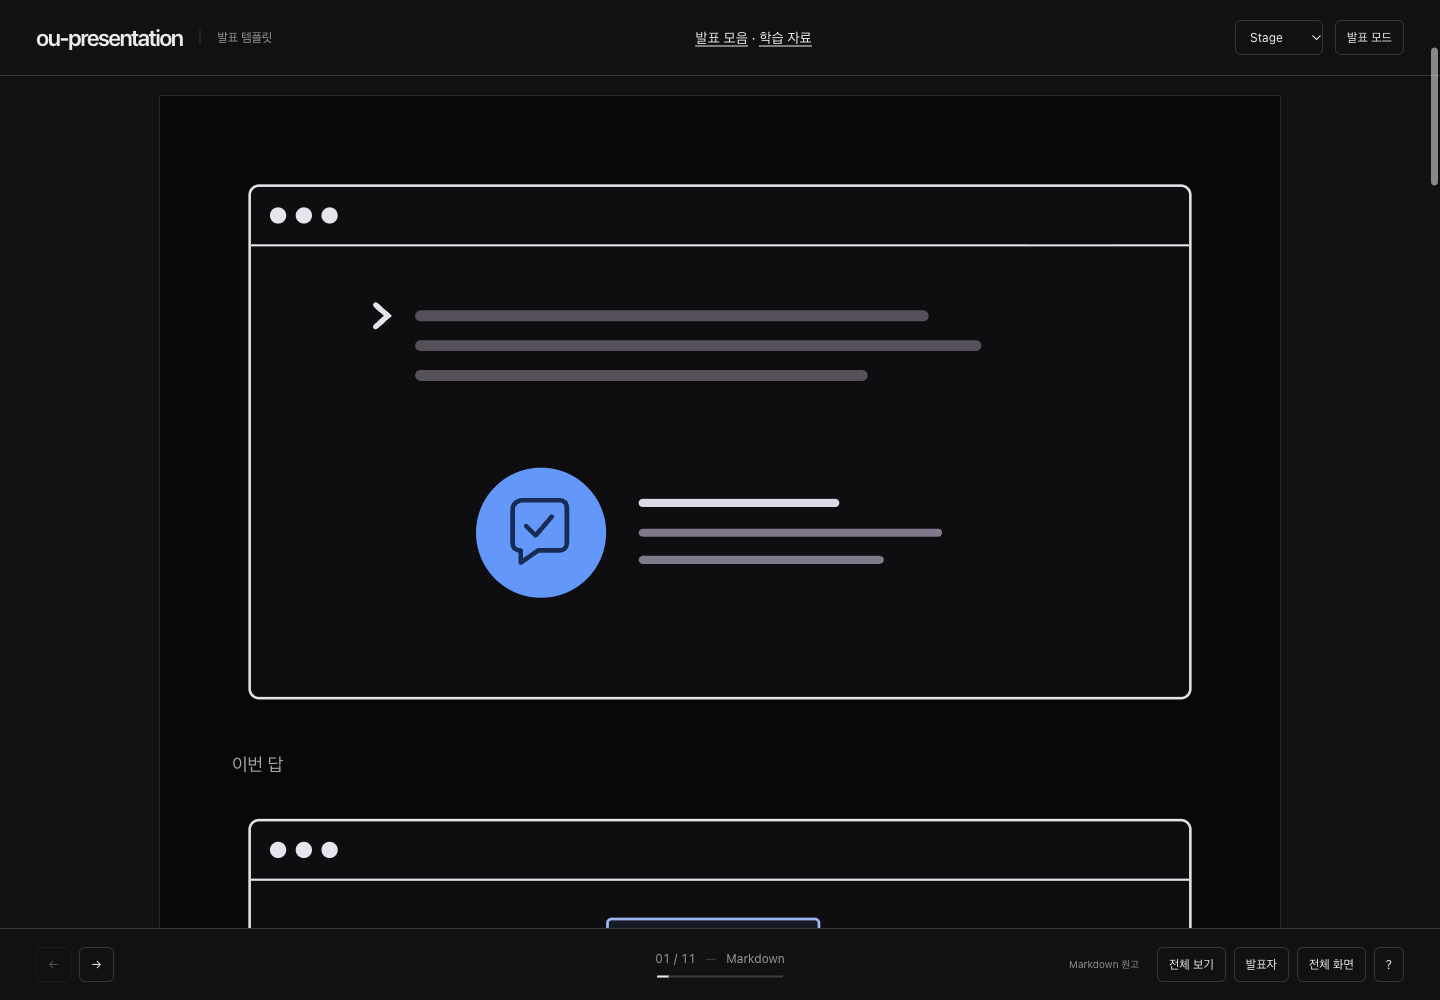 ou-presentation
발표 템플릿
발표 모음 · 학습 자료
Stage
발표 모드
이번 답
←
→
01 / 11 — Markdown
Markdown 원고
전체 보기
발표자
전체 화면
?